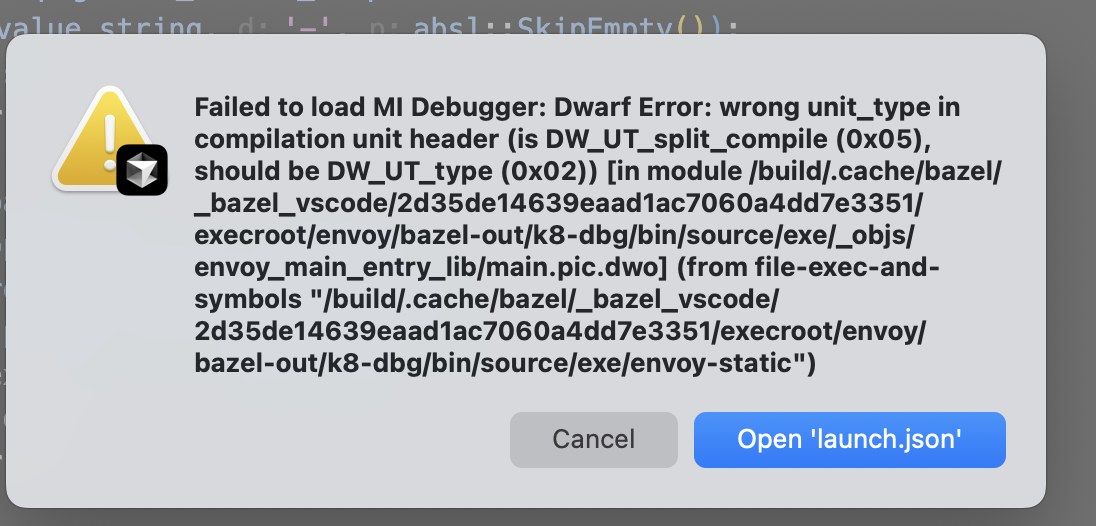 value_string, d: '-', p: absl::SkipEmpty());
Failed to load MI Debugger: Dwarf Error: wrong unit_type in
compilation unit header (is DW_UT_split_compile (0x05),
should be DW_UT_type (0x02)) [in module /build/.cache/bazel/
_bazel_vscode/2d35de14639eaad1ac7060a4dd7e3351/
execroot/envoy/bazel-out/k8-dbg/bin/source/exe/_objs/
envoy_main_entry_lib/main.pic.dwo] (from file-exec-and-
symbols "/build/.cache/bazel/_bazel_vscode/
2d35de14639eaad1ac7060a4dd7e3351/execroot/envoy/
bazel-out/k8-dbg/bin/source/exe/envoy-static")
Cancel
Open 'launch.json'